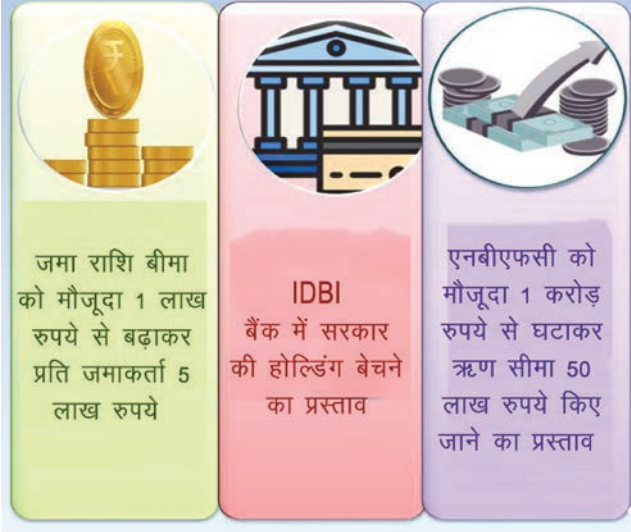 जमा राशि बीमा
को मौजूदा 1 लाख
रुपये से बढ़ाकर
प्रति जमाकर्ता 5
लाख रुपये
IDBI
बैंक में सरकार
की होल्डिंग बेचने
का प्रस्ताव
एनबीएफसी को
मौजूदा 1 करोड़
रुपये से घटाकर
ऋण सीमा 50
लाख रुपये किए
जाने का प्रस्ताव